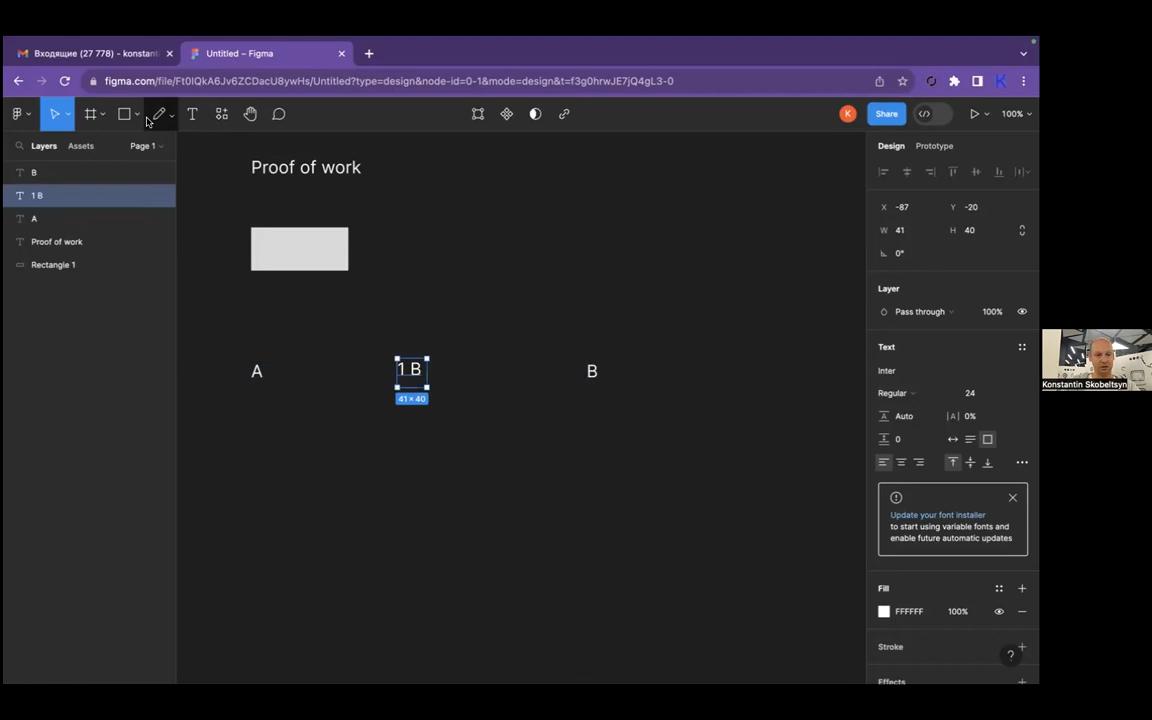 Входящие (27 778) - konstant
Untitled – Figma
figma.com/file/Ft0IQkA6Jv6ZCDacU8ywHs/Untitled?type=design&node-id=0-1&mode=design&t=f3g0hrwJE7jQ4gL3-0
K
Share
100%
Layers
Assets
Page 1
Design
Prototype
B
1 B
A
Proof of work
Rectangle 1
Proof of work
A
1 B
B
41 × 40
X -87
Y -20
W 41
H 40
0°
Layer
Pass through
100%
Text
Inter
Regular
24
Auto
0%
0
Update your font installer
to start using variable fonts and
enable future automatic updates
Fill
FFFFFF
100%
Stroke
?
Effects
Konstantin Skobeltsyn